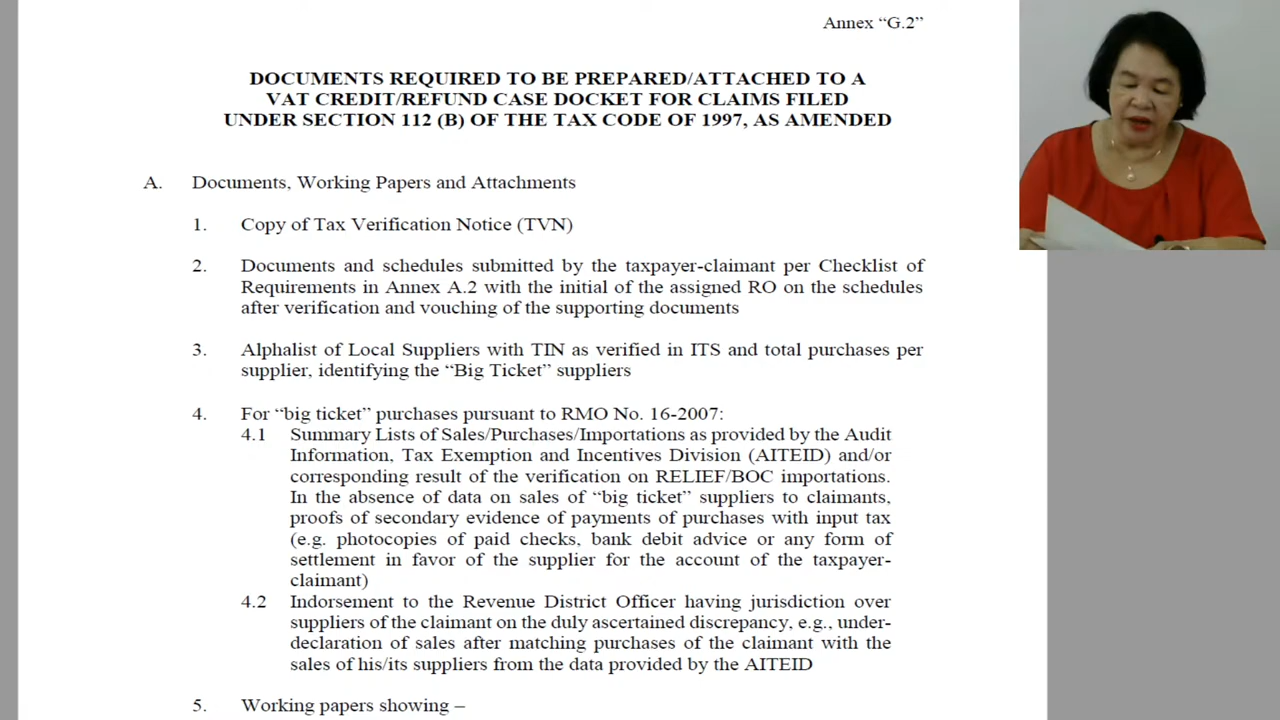 Annex “G.2”
DOCUMENTS REQUIRED TO BE PREPARED/ATTACHED TO A
VAT CREDIT/REFUND CASE DOCKET FOR CLAIMS FILED
UNDER SECTION 112 (B) OF THE TAX CODE OF 1997, AS AMENDED
A. Documents, Working Papers and Attachments
1. Copy of Tax Verification Notice (TVN)
2. Documents and schedules submitted by the taxpayer-claimant per Checklist of
Requirements in Annex A.2 with the initial of the assigned RO on the schedules
after verification and vouching of the supporting documents
3. Alphalist of Local Suppliers with TIN as verified in ITS and total purchases per
supplier, identifying the “Big Ticket” suppliers
4. For “big ticket” purchases pursuant to RMO No. 16-2007:
4.1 Summary Lists of Sales/Purchases/Importations as provided by the Audit
Information, Tax Exemption and Incentives Division (AITEID) and/or
corresponding result of the verification on RELIEF/BOC importations.
In the absence of data on sales of “big ticket” suppliers to claimants,
proofs of secondary evidence of payments of purchases with input tax
(e.g. photocopies of paid checks, bank debit advice or any form of
settlement in favor of the supplier for the account of the taxpayer-
claimant)
4.2 Indorsement to the Revenue District Officer having jurisdiction over
suppliers of the claimant on the duly ascertained discrepancy, e.g., under-
declaration of sales after matching purchases of the claimant with the
sales of his/its suppliers from the data provided by the AITEID
5. Working papers showing –